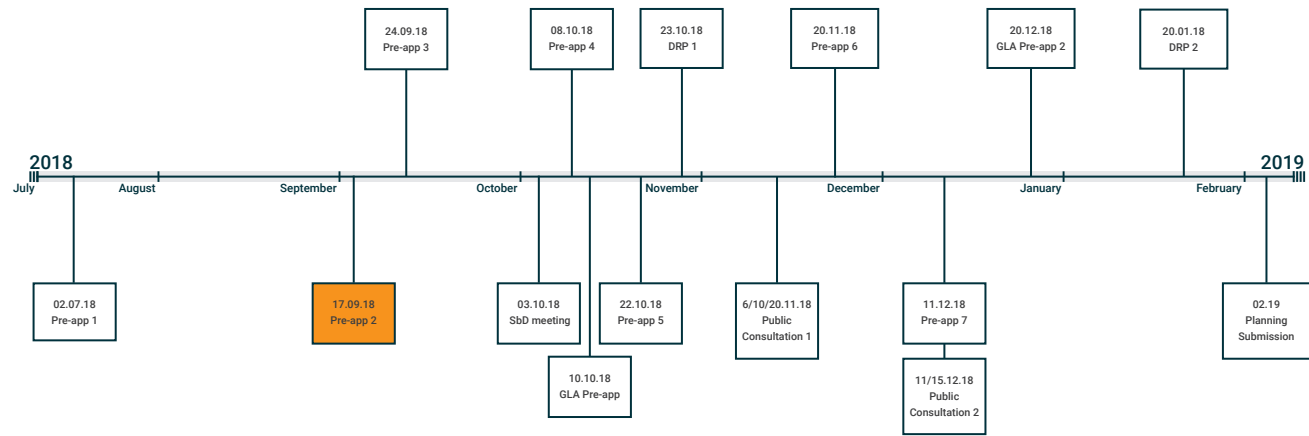 24.09.18
Pre-app 3
08.10.18
Pre-app 4
23.10.18
DRP 1
20.11.18
Pre-app 6
20.12.18
GLA Pre-app 2
20.01.18
DRP 2
2018
2019
July
August
September
October
November
December
January
February
02.07.18
Pre-app 1
17.09.18
Pre-app 2
03.10.18
SbD meeting
22.10.18
Pre-app 5
6/10/20.11.18
Public
Consultation 1
11.12.18
Pre-app 7
02.19
Planning
Submission
10.10.18
GLA Pre-app
11/15.12.18
Public
Consultation 2